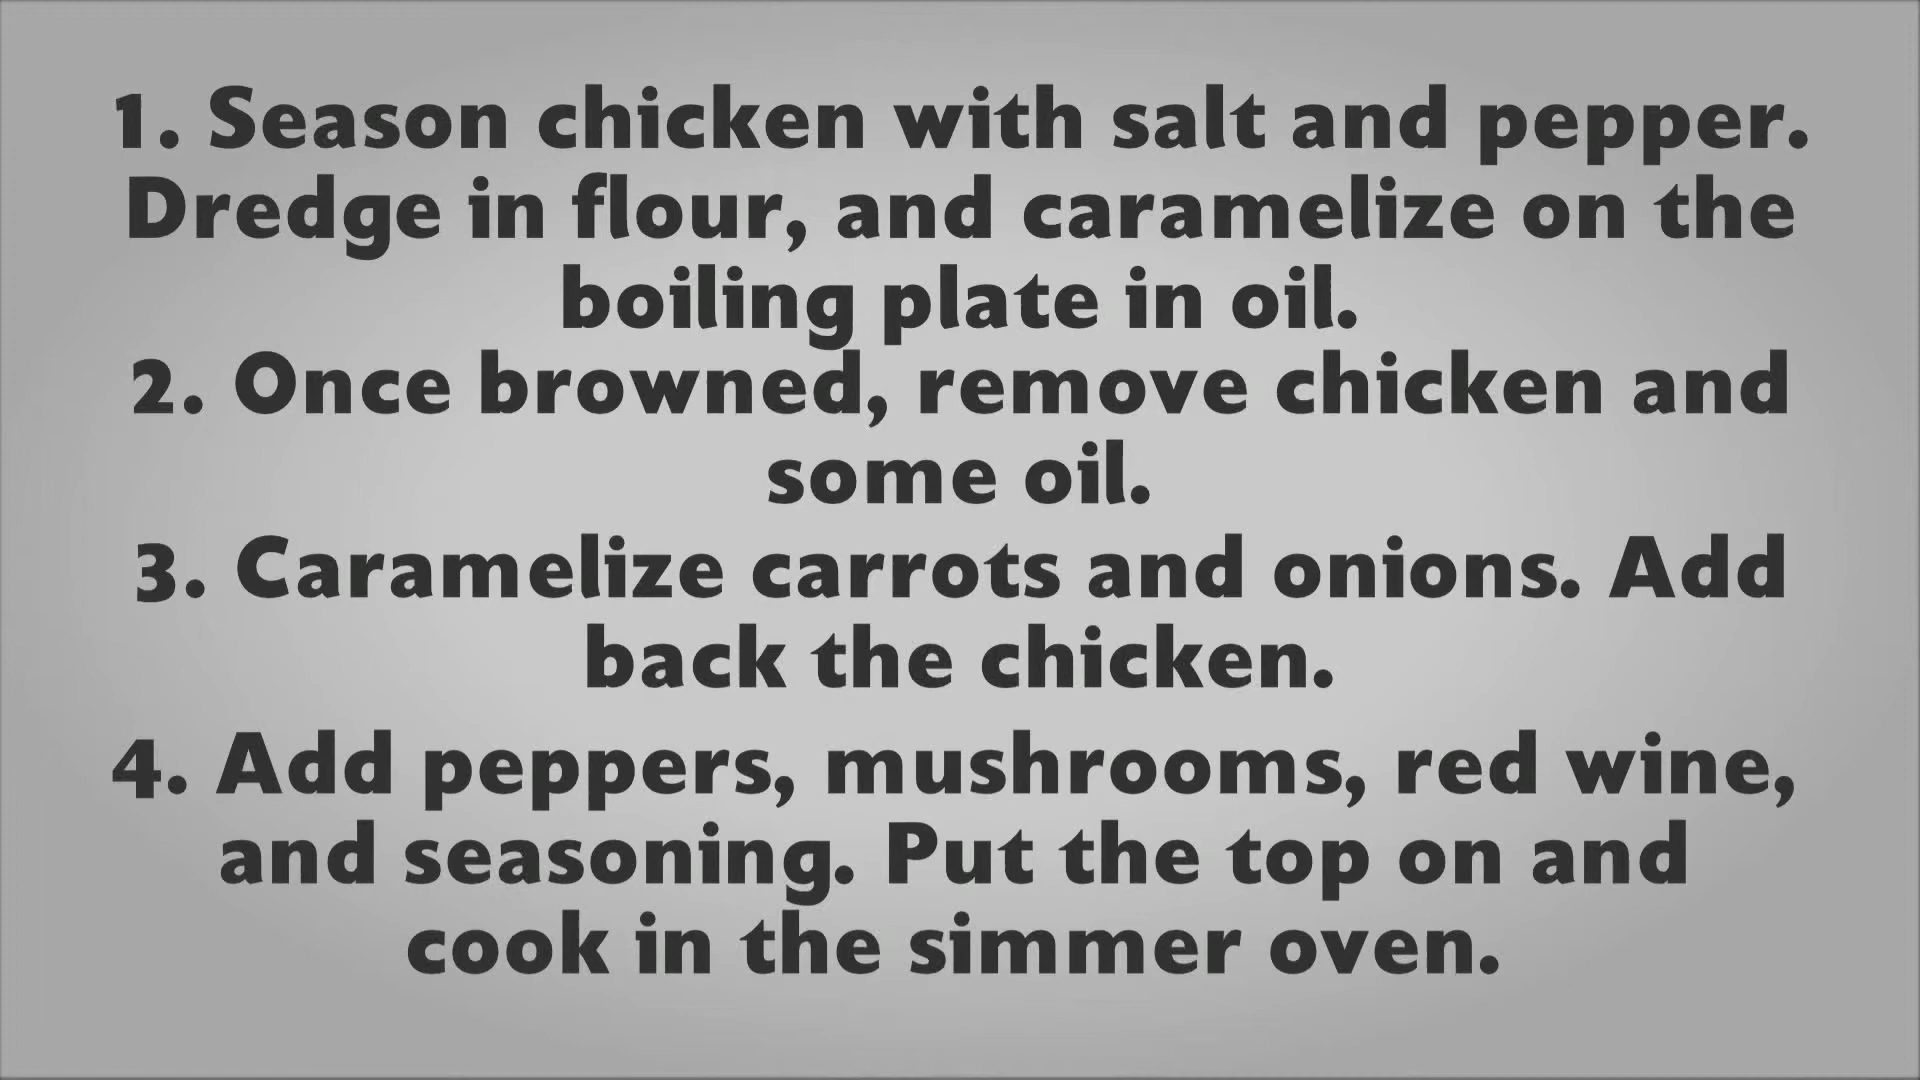 1. Season chicken with salt and pepper.
Dredge in flour, and caramelize on the
boiling plate in oil.
2. Once browned, remove chicken and
some oil.
3. Caramelize carrots and onions. Add
back the chicken.
4. Add peppers, mushrooms, red wine,
and seasoning. Put the top on and
cook in the simmer oven.